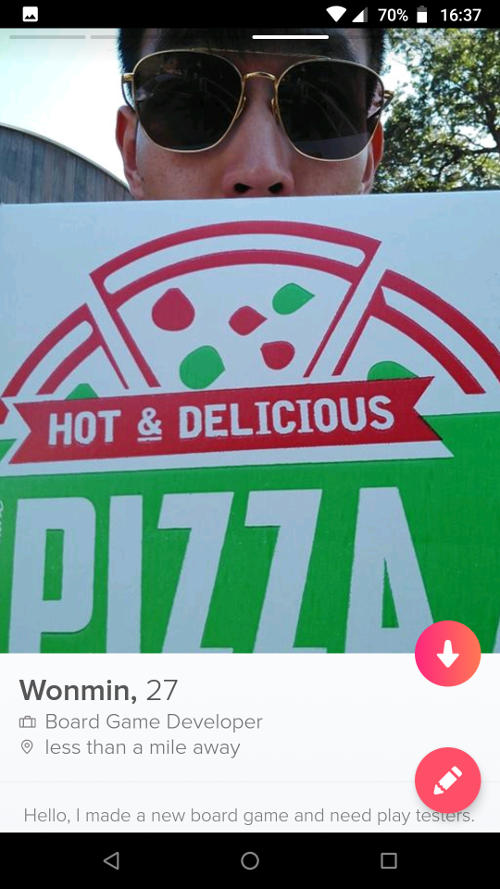 70% 16:37
HOT & DELICIOUS
PIZZA
Wonmin, 27
Board Game Developer
less than a mile away
Hello, I made a new board game and need play testers.